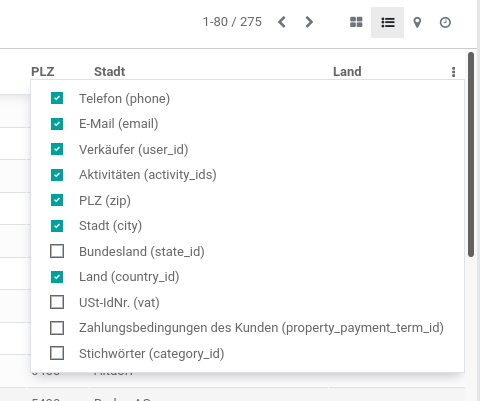 1-80 / 275
PLZ Stadt Land
Telefon (phone)
E-Mail (email)
Verkäufer (user_id)
Aktivitäten (activity_ids)
PLZ (zip)
Stadt (city)
Bundesland (state_id)
Land (country_id)
USt-IdNr. (vat)
Zahlungsbedingungen des Kunden (property_payment_term_id)
Stichwörter (category_id)